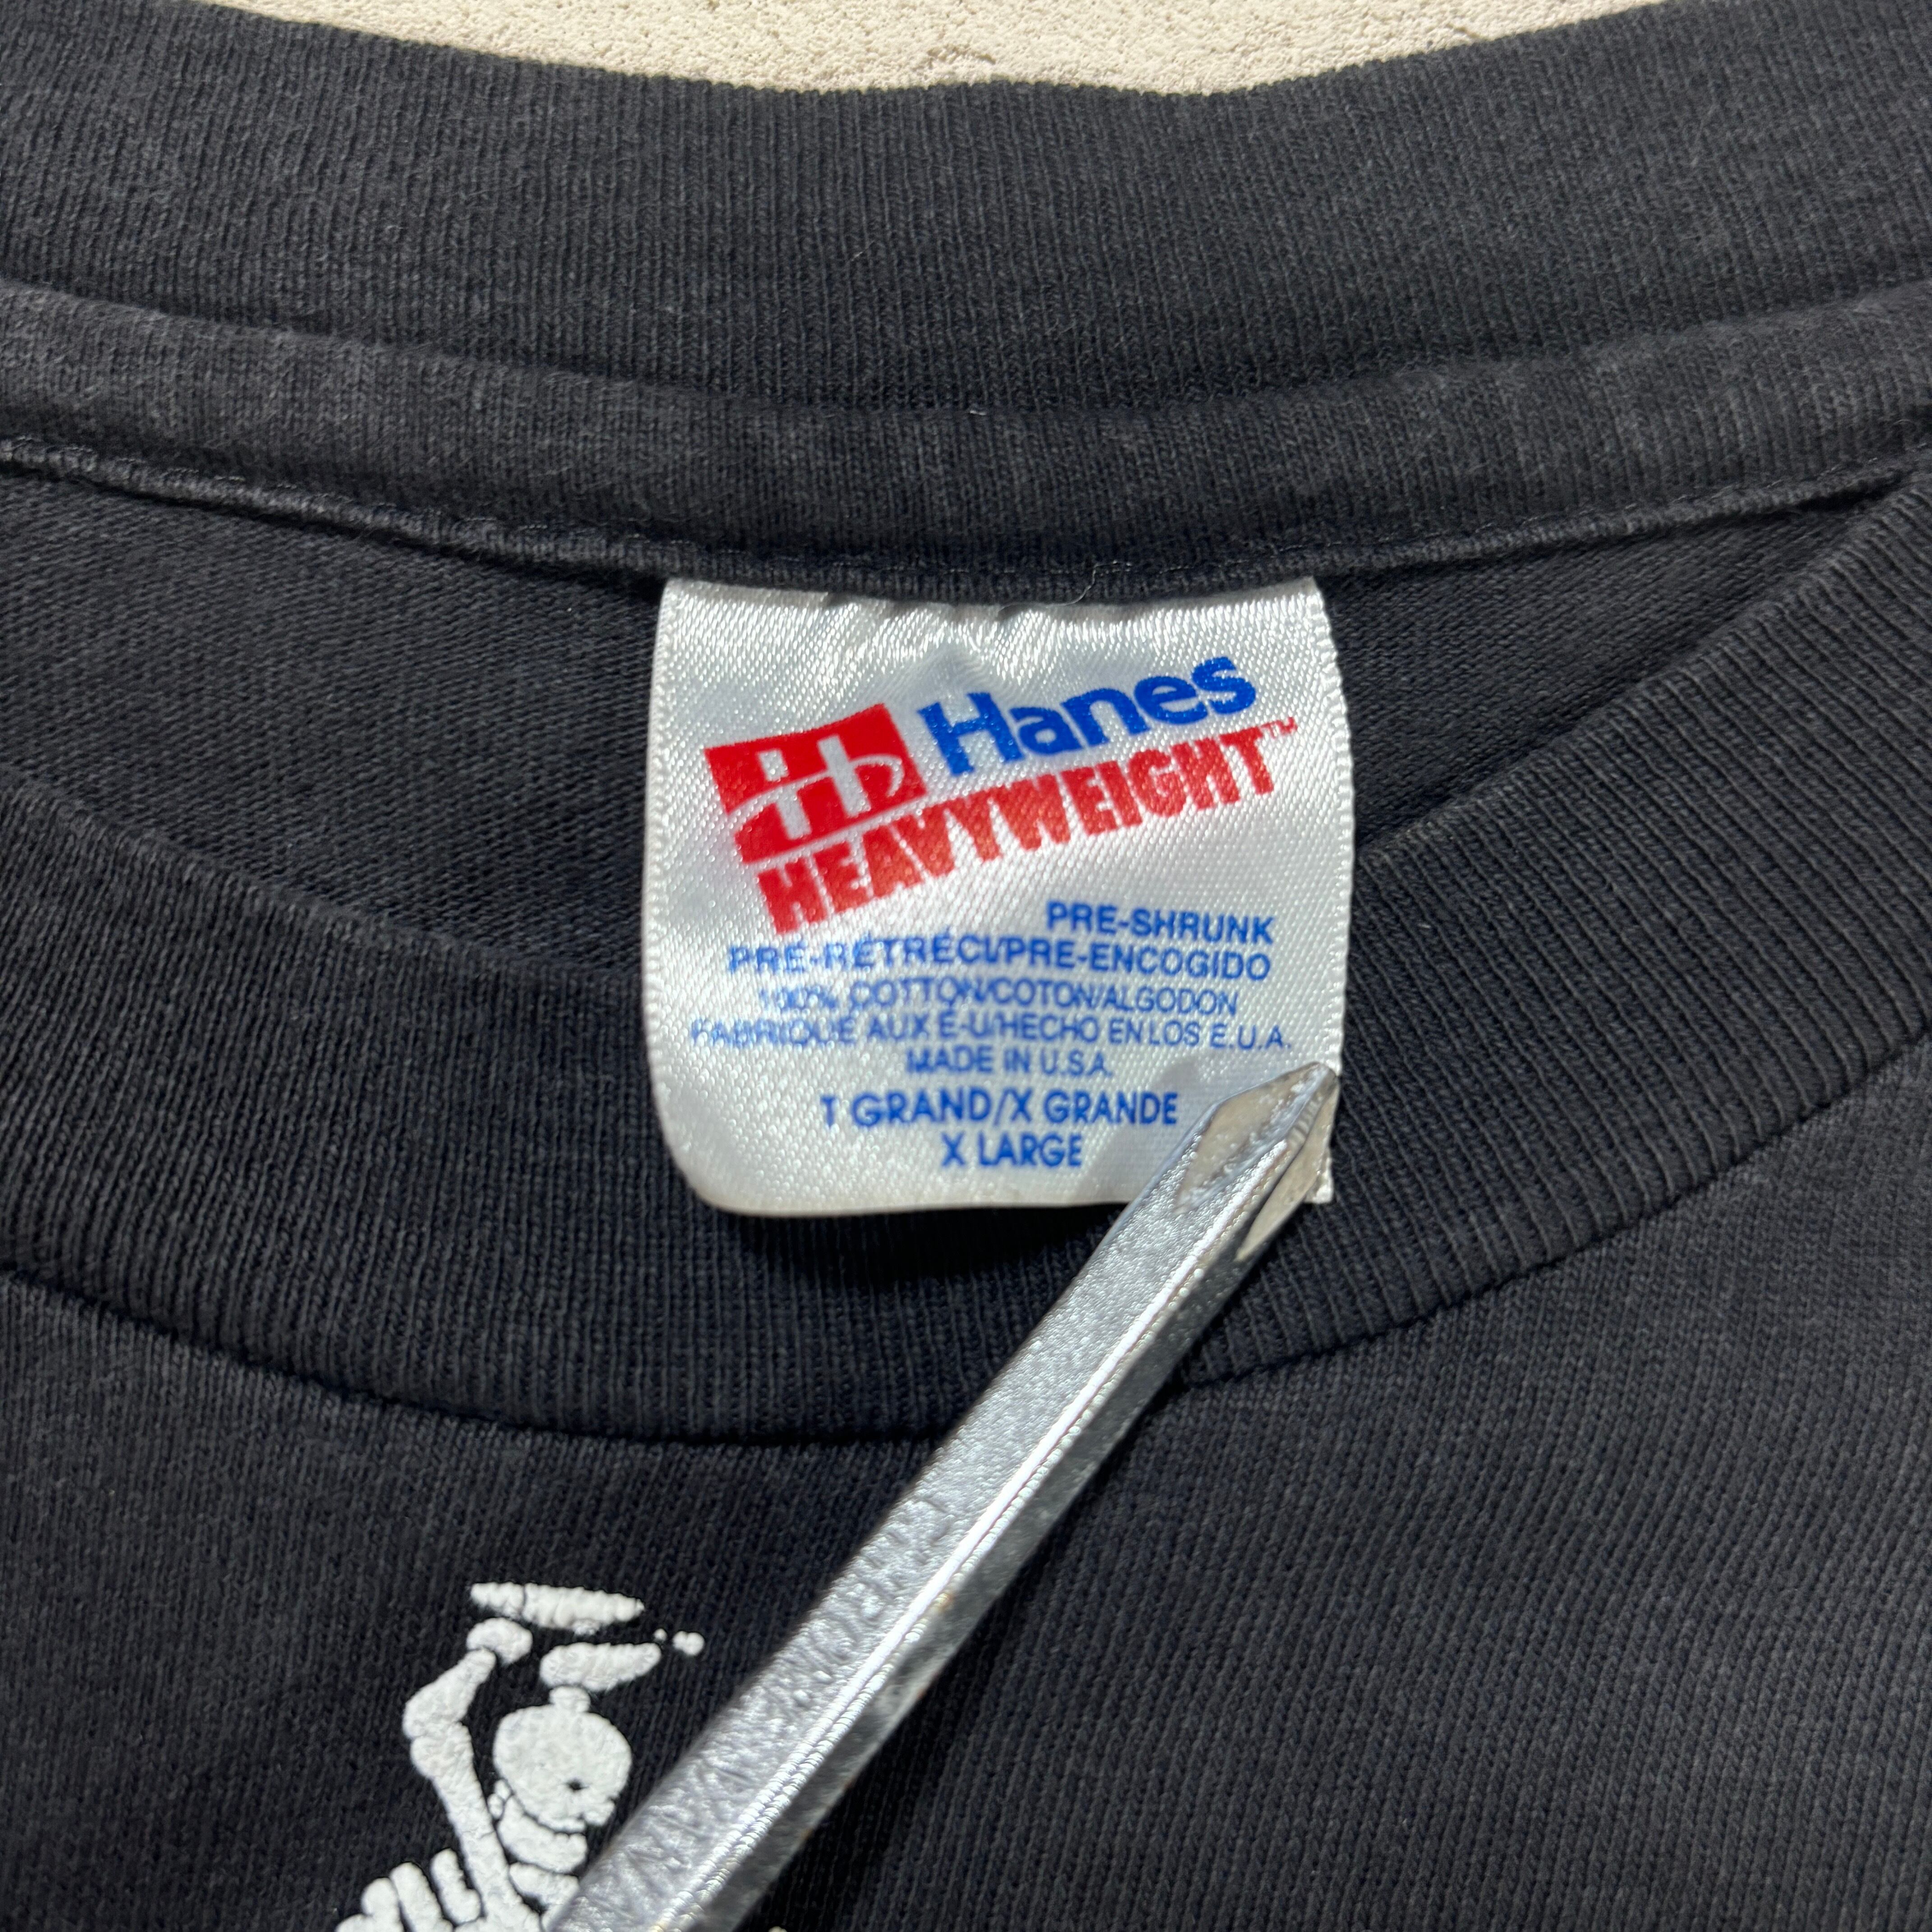 Hanes
HEAVYWEIGHT™
PRE-SHRUNK
PRÉ-RÉTRÉCI/PRE-ENCOGIDO
100% COTTON/COTON/ALGODON
FABRIQUÉ AUX É-U/HECHO EN LOS E.U.A.
MADE IN U.S.A.
T GRAND/X GRANDE
X LARGE